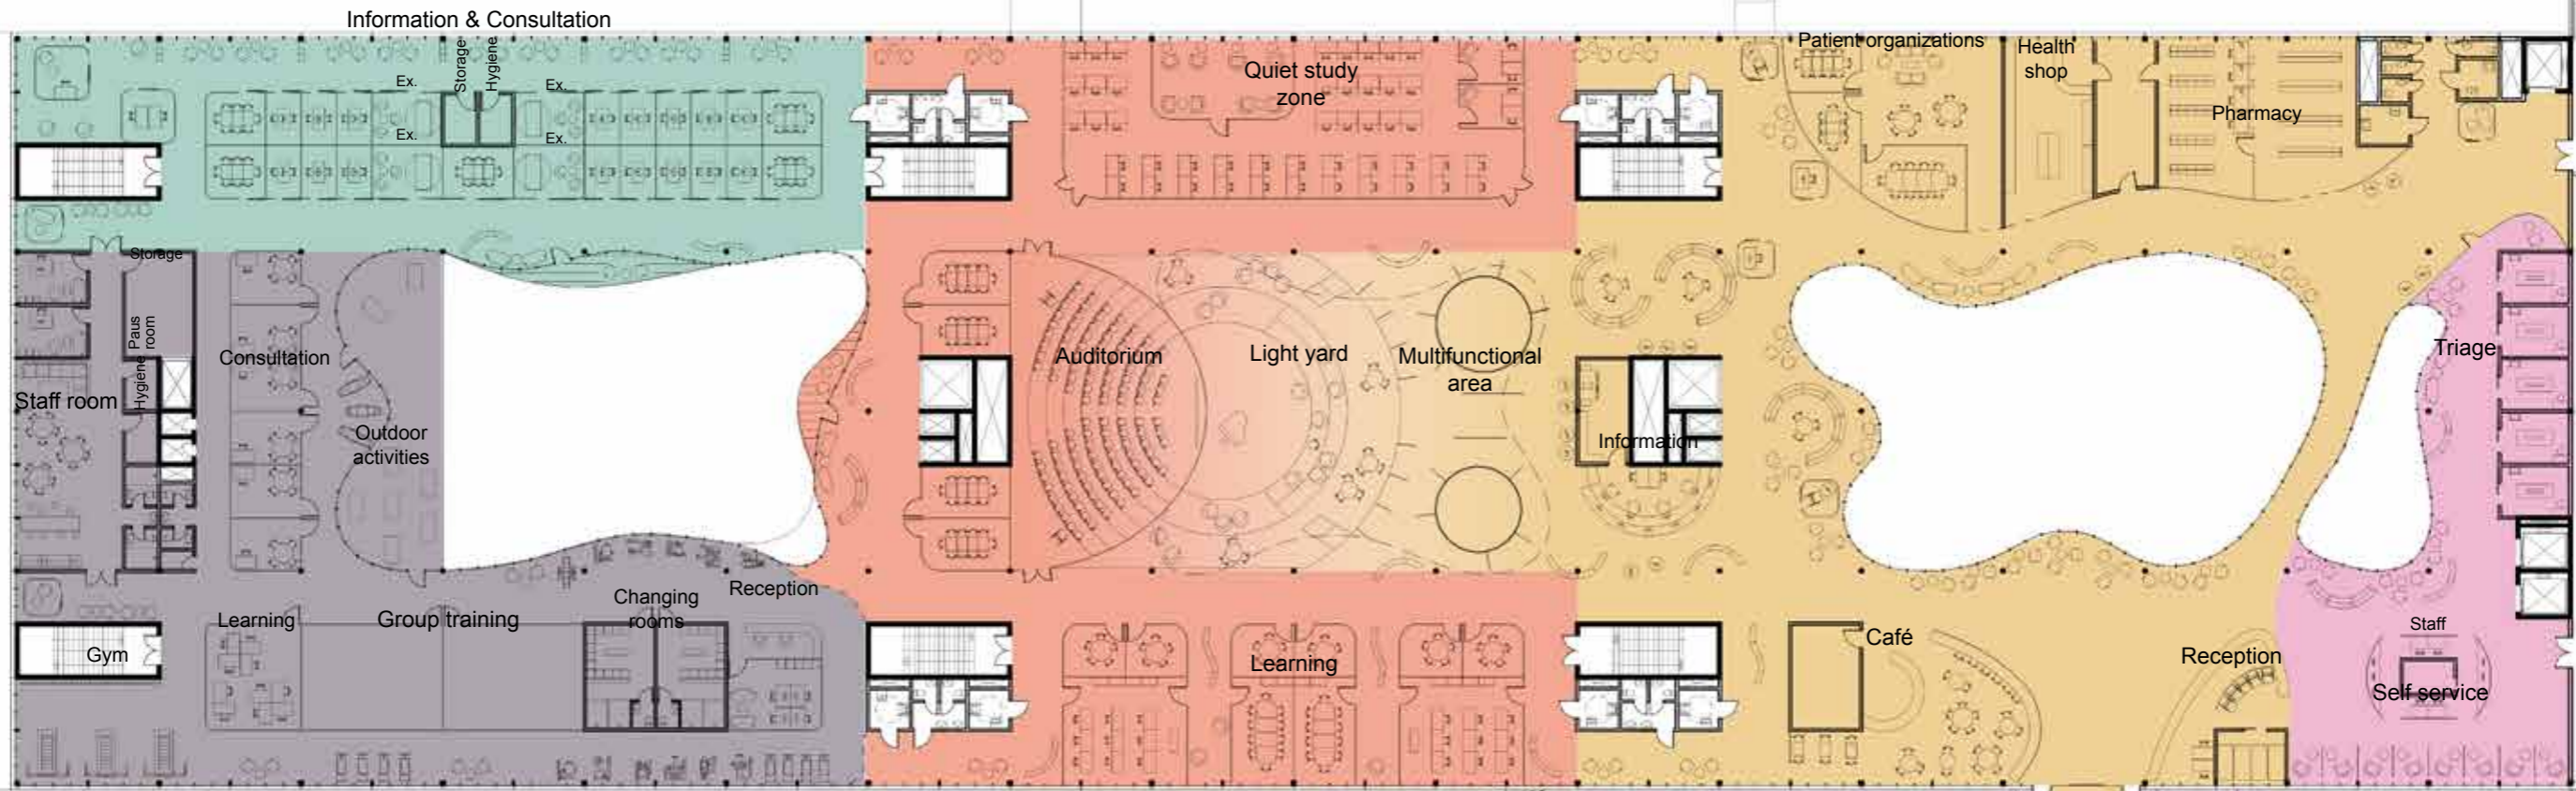 Information & Consultation
Storage
Hygiene
Ex.
Ex.
Ex.
Ex.
Quiet study
zone
Patient organizations
Health
shop
Pharmacy
Storage
Paus
room
Hygiene
Staff room
Consultation
Outdoor
activities
Auditorium
Light yard
Multifunctional
area
Information
Triage
Learning
Group training
Changing
rooms
Reception
Gym
Learning
Café
Reception
Staff
Self service